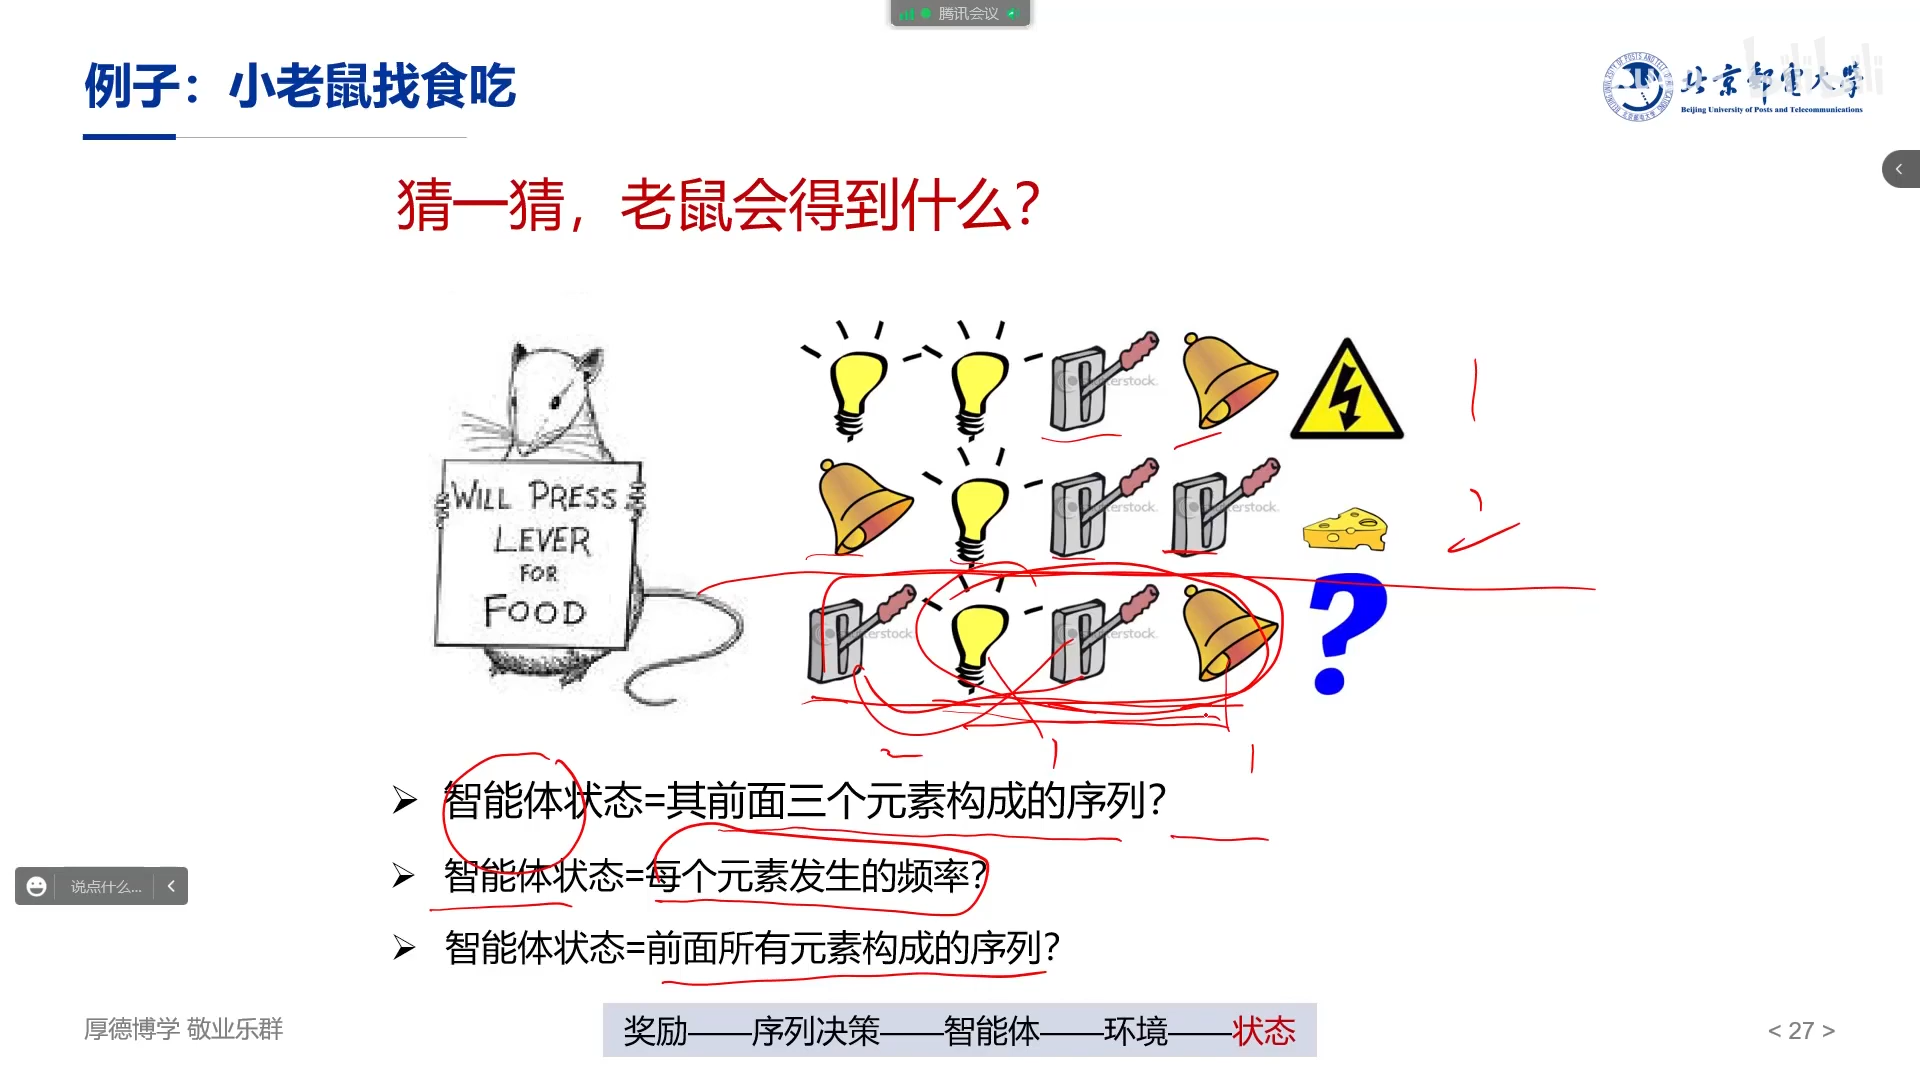 腾讯会议
例子：小老鼠找食吃
北京邮电大学
Beijing University of Posts and Telecommunications
猜一猜，老鼠会得到什么？
WILL PRESS
LEVER
FOR
FOOD
?
➢ 智能体状态=其前面三个元素构成的序列？
➢ 智能体状态=每个元素发生的频率？
➢ 智能体状态=前面所有元素构成的序列？
说点什么...
厚德博学 敬业乐群
奖励——序列决策——智能体——环境——状态
< 27 >